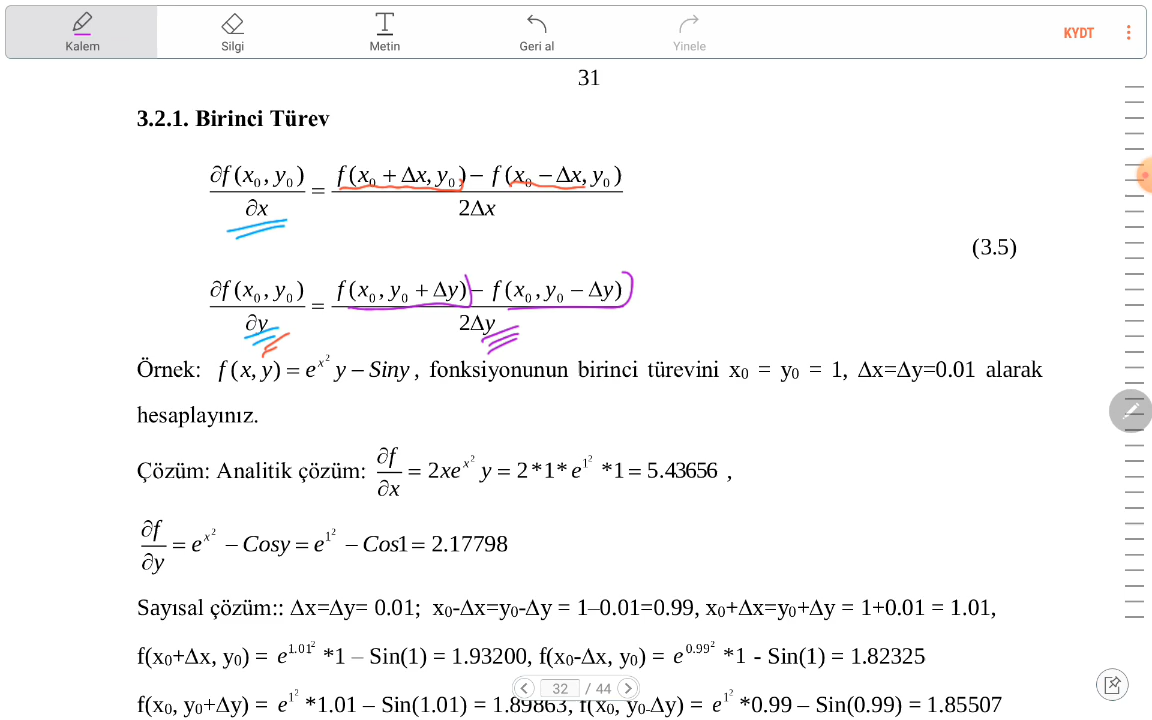 Kalem Silgi Metin Geri al Yinele KYDT
31
3.2.1. Birinci Türev
∂f(x₀, y₀)/∂x = (f(x₀ + Δx, y₀) − f(x₀ − Δx, y₀))/2Δx
(3.5)
∂f(x₀, y₀)/∂y = (f(x₀, y₀ + Δy) − f(x₀, y₀ − Δy))/2Δy
Örnek: f(x, y) = e^x² y − Siny, fonksiyonunun birinci türevini x₀ = y₀ = 1, Δx=Δy=0.01 alarak
hesaplayınız.
Çözüm: Analitik çözüm: ∂f/∂x = 2xe^x² y = 2*1*e^1² *1 = 5.43656 ,
∂f/∂y = e^x² − Cosy = e^1² − Cos1 = 2.17798
Sayısal çözüm:: Δx=Δy= 0.01; x₀-Δx=y₀-Δy = 1–0.01=0.99, x₀+Δx=y₀+Δy = 1+0.01 = 1.01,
f(x₀+Δx, y₀) = e^1.01² *1 – Sin(1) = 1.93200, f(x₀-Δx, y₀) = e^0.99² *1 - Sin(1) = 1.82325
f(x₀, y₀+Δy) = e^1² *1.01 – Sin(1.01) = 1.89863, f(x₀, y₀-Δy) = e^1² *0.99 – Sin(0.99) = 1.85507
32 / 44